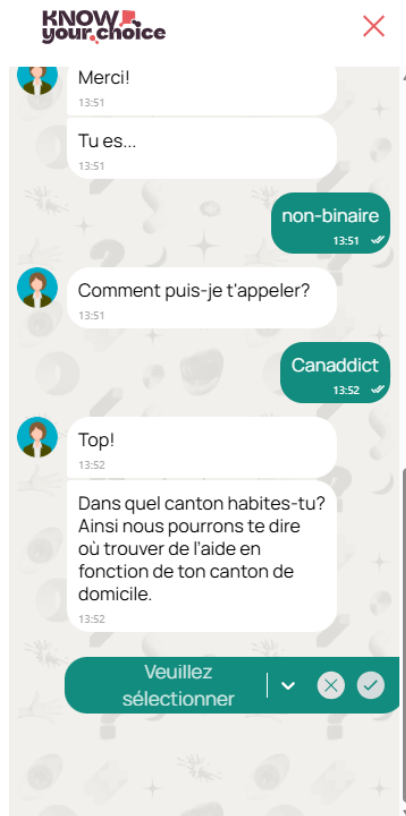 KNOW
your choice
Merci!
13:51
Tu es...
13:51
non-binaire
13:51
Comment puis-je t'appeler?
13:51
Canaddict
13:52
Top!
13:52
Dans quel canton habites-tu?
Ainsi nous pourrons te dire
où trouver de l'aide en
fonction de ton canton de
domicile.
13:52
Veuillez
sélectionner